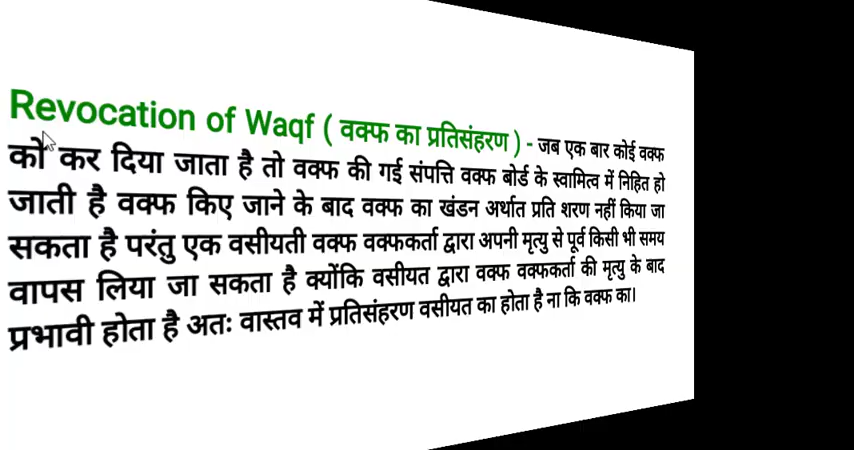 Revocation of Waqf ( वक्फ का प्रतिसंहरण ) - जब एक बार कोई वक्फ
को कर दिया जाता है तो वक्फ की गई संपत्ति वक्फ बोर्ड के स्वामित्व में निहित हो
जाती है वक्फ किए जाने के बाद वक्फ का खंडन अर्थात प्रति शरण नहीं किया जा
सकता है परंतु एक वसीयती वक्फ वक्फकर्ता द्वारा अपनी मृत्यु से पूर्व किसी भी समय
वापस लिया जा सकता है क्योंकि वसीयत द्वारा वक्फ वक्फकर्ता की मृत्यु के बाद
प्रभावी होता है अतः वास्तव में प्रतिसंहरण वसीयत का होता है ना कि वक्फ का।